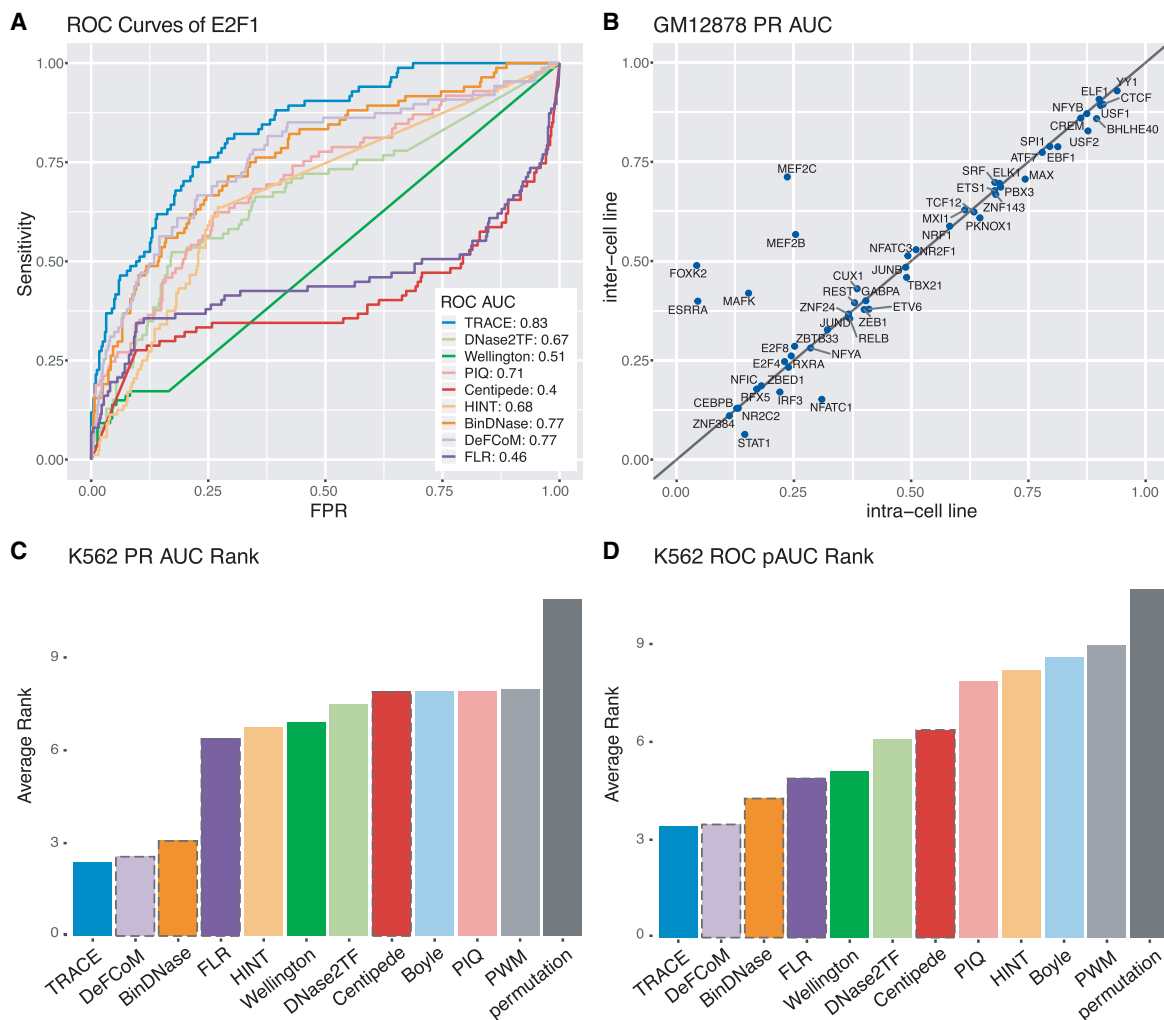 A
ROC Curves of E2F1
1.00
0.75
0.50
0.25
0.00
Sensitivity
0.00 0.25 0.50 0.75 1.00
FPR
ROC AUC
TRACE: 0.83
DNase2TF: 0.67
Wellington: 0.51
PIQ: 0.71
Centipede: 0.4
HINT: 0.68
BinDNase: 0.77
DeFCoM: 0.77
FLR: 0.46
B
GM12878 PR AUC
1.00
0.75
0.50
0.25
0.00
inter−cell line
YY1
ELF1
CTCF
NFYB
USF1
CREM
BHLHE40
USF2
SPI1
ATF7
EBF1
MEF2C
SRF
ELK1
MAX
ETS1
PBX3
TCF12
ZNF143
MXI1
PKNOX1
NRF1
MEF2B
NFATC3
NR2F1
FOXK2
JUNB
TBX21
CUX1
REST
GABPA
MAFK
ESRRA
ZNF24
ETV6
JUND
ZEB1
RELB
ZBTB33
E2F8
NFYA
E2F4
RXRA
NFIC
ZBED1
RFX5
IRF3
NFATC1
CEBPB
NR2C2
ZNF384
STAT1
0.00 0.25 0.50 0.75 1.00
intra−cell line
C
K562 PR AUC Rank
9
6
3
0
Average Rank
TRACE
DeFCoM
BinDNase
FLR
HINT
Wellington
DNase2TF
Centipede
Boyle
PIQ
PWM
permutation
D
K562 ROC pAUC Rank
9
6
3
0
Average Rank
TRACE
DeFCoM
BinDNase
FLR
Wellington
DNase2TF
Centipede
PIQ
HINT
Boyle
PWM
permutation